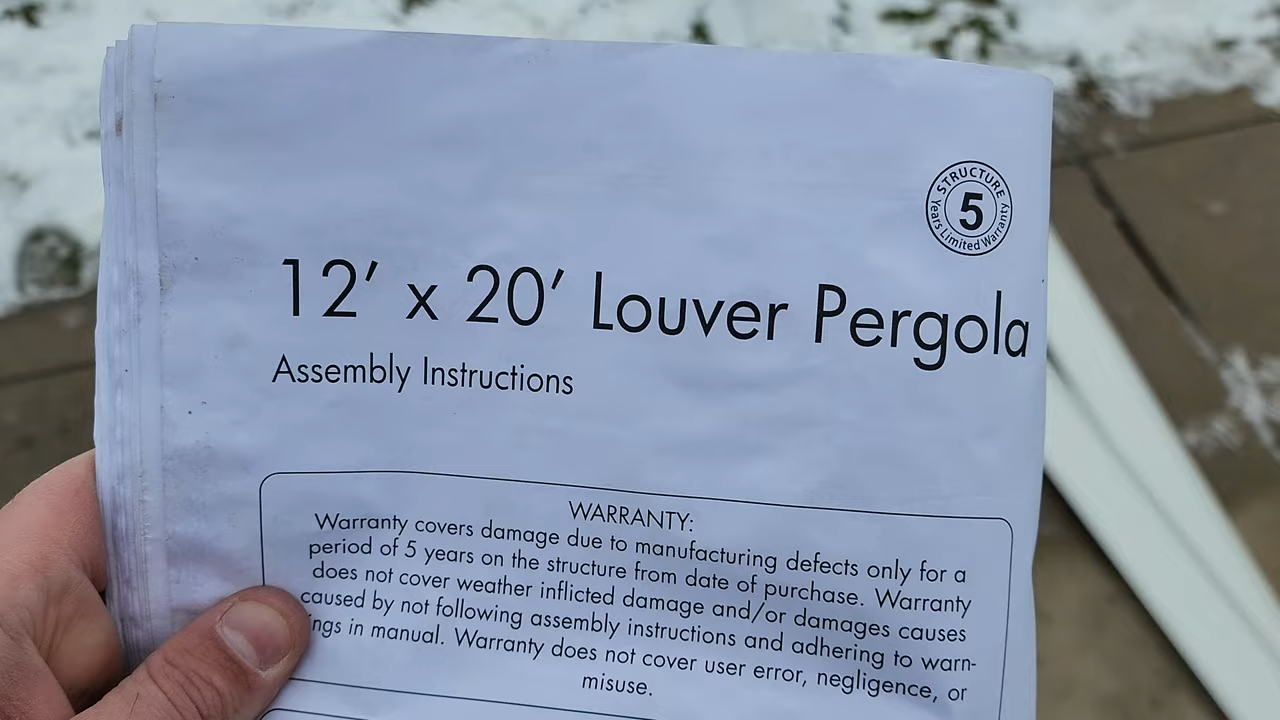 STRUCTURE
5
Years Limited Warranty
12’ x 20’ Louver Pergola
Assembly Instructions
WARRANTY:
Warranty covers damage due to manufacturing defects only for a
period of 5 years on the structure from date of purchase. Warranty
does not cover weather inflicted damage and/or damages causes
caused by not following assembly instructions and adhering to warn-
ings in manual. Warranty does not cover user error, negligence, or
misuse.